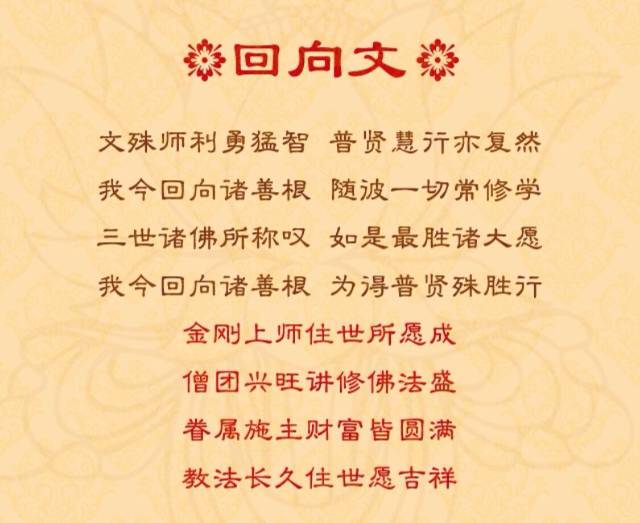 回向文
文殊师利勇猛智 普贤慧行亦复然
我今回向诸善根 随彼一切常修学
三世诸佛所称叹 如是最胜诸大愿
我今回向诸善根 为得普贤殊胜行
金刚上师住世所愿成
僧团兴旺讲修佛法盛
眷属施主财富皆圆满
教法长久住世愿吉祥